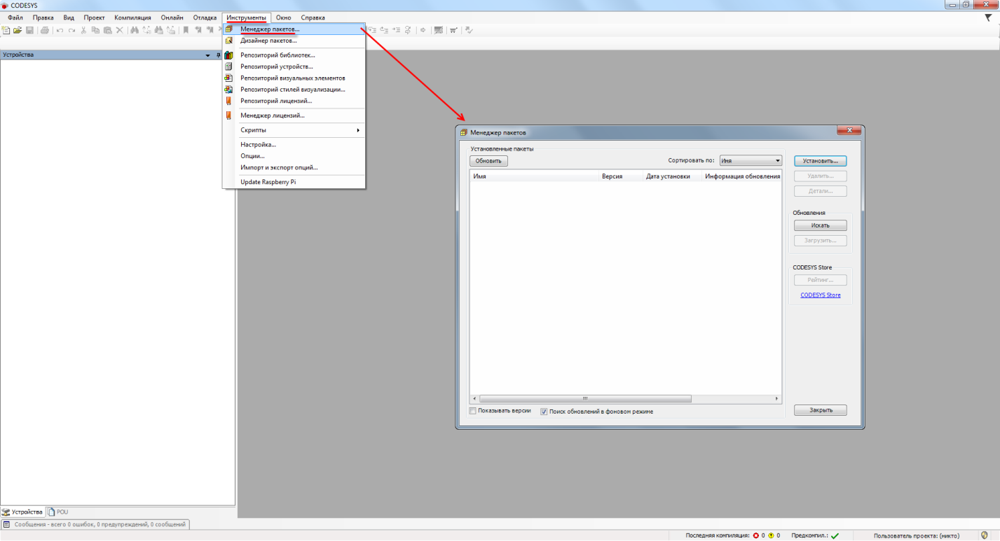 CODESYS
Файл Правка Вид Проект Компиляция Онлайн Отладка Инструменты Окно Справка
Менеджер пакетов...
Дизайнер пакетов...
Устройства
Репозиторий библиотек...
Репозиторий устройств...
Репозиторий визуальных элементов
Репозиторий стилей визуализации...
Репозиторий лицензий...
Менеджер лицензий...
Скрипты
Настройка...
Опции...
Импорт и экспорт опций...
Update Raspberry Pi
Менеджер пакетов
Установленные пакеты
Обновить Сортировать по: Имя Установить...
Имя Версия Дата установки Информация обновления Удалить...
Детали...
Обновления
Искать
Загрузить...
CODESYS Store
Рейтинг...
CODESYS Store
Показывать версии Поиск обновлений в фоновом режиме Закрыть
Устройства POU
Сообщения - всего 0 ошибок, 0 предупреждений, 0 сообщений
Последняя компиляция: 0 0 Предкомпил.: Пользователь проекта: (никто)